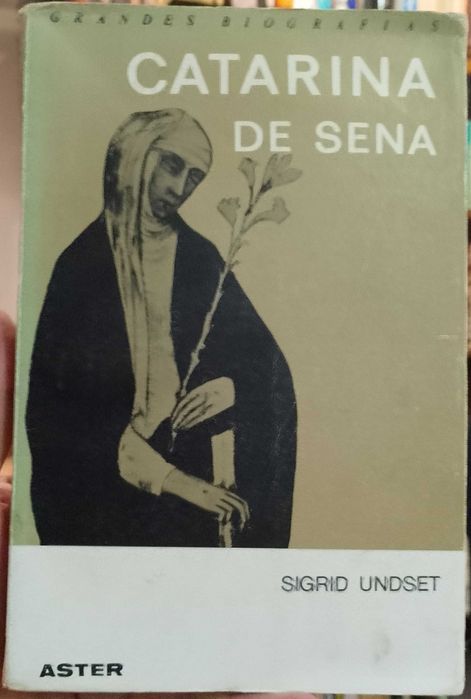 GRANDES BIOGRAFIAS
CATARINA
DE SENA
SIGRID UNDSET
ASTER